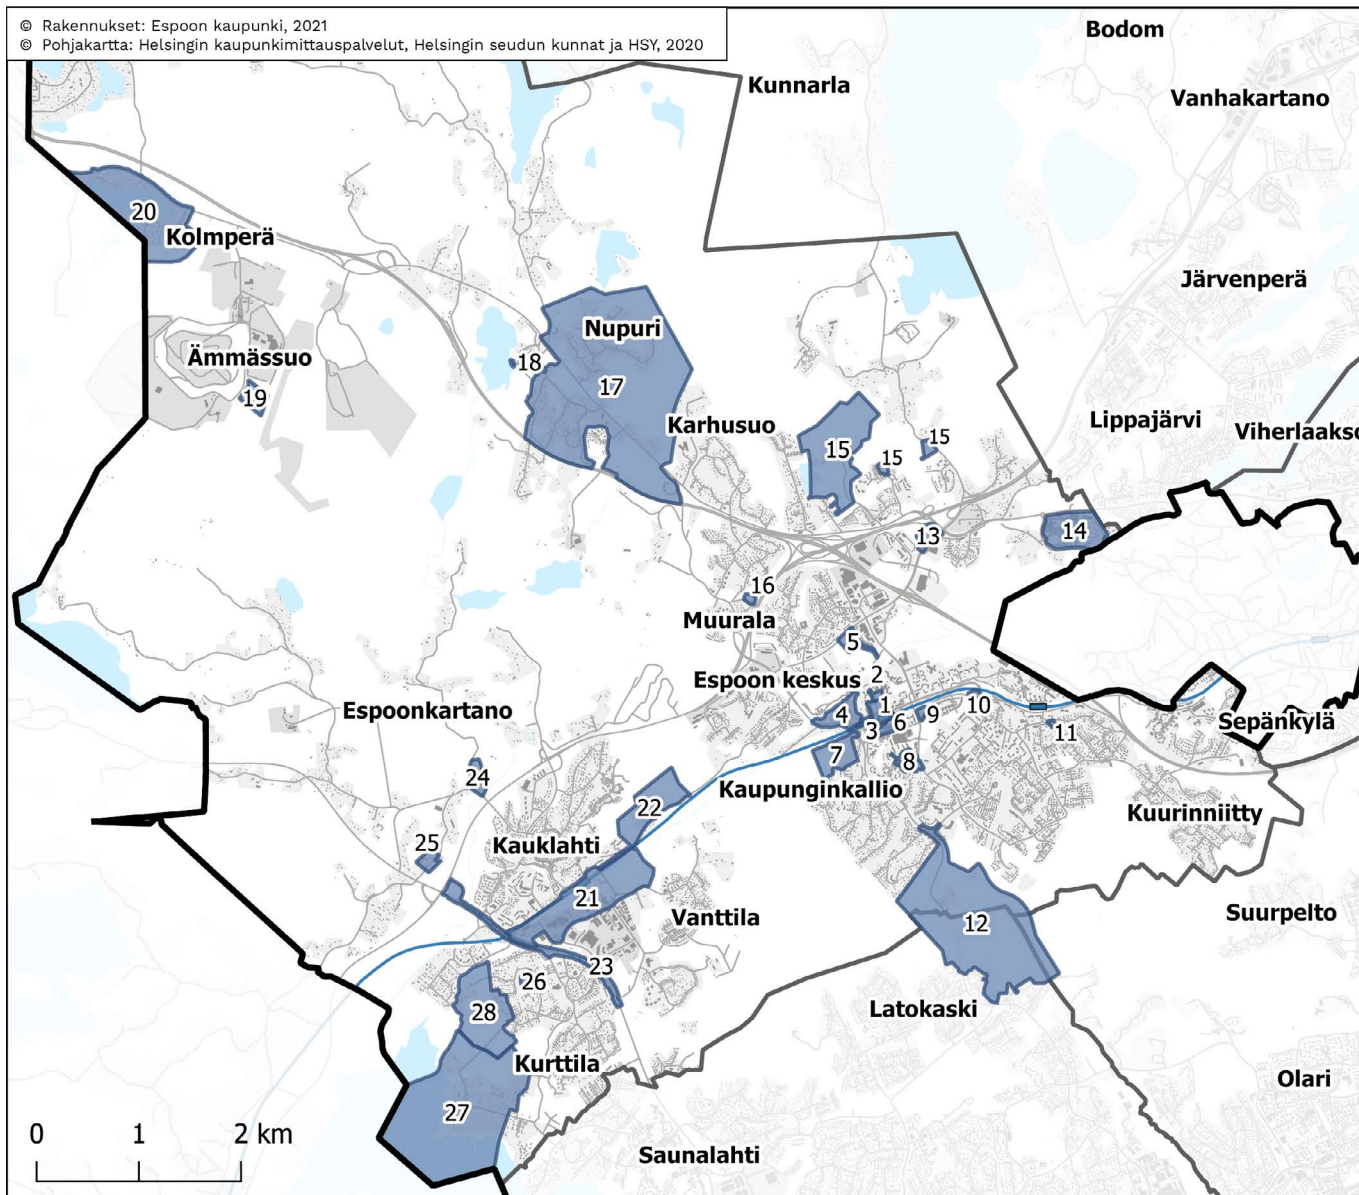 © Rakennukset: Espoon kaupunki, 2021
© Pohjakartta: Helsingin kaupunkimittauspalvelut, Helsingin seudun kunnat ja HSY, 2020
Bodom
Kunnarla
Vanhakartano
20
Kolmperä
Järvenperä
Nupuri
Ämmässuo
18
17
19
Karhusuo
Lippajärvi
Viherlaakso
15
15
15
13
14
16
Muurala
5
Espoon keskus
2
Espoonkartano
1
4
9
10
6
3
11
Sepänkylä
7
8
24
Kaupunginkallio
22
Kuurinniitty
25
Kauklahti
21
Vanttila
Suurpelto
12
23
26
Latokaski
28
Kurttila
Olari
27
0 1 2 km
Saunalahti